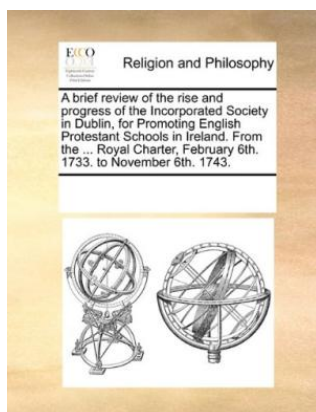 ECCO
Religion and Philosophy
A brief review of the rise and
progress of the Incorporated Society
in Dublin, for Promoting English
Protestant Schools in Ireland. From
the ... Royal Charter, February 6th.
1733. to November 6th. 1743.